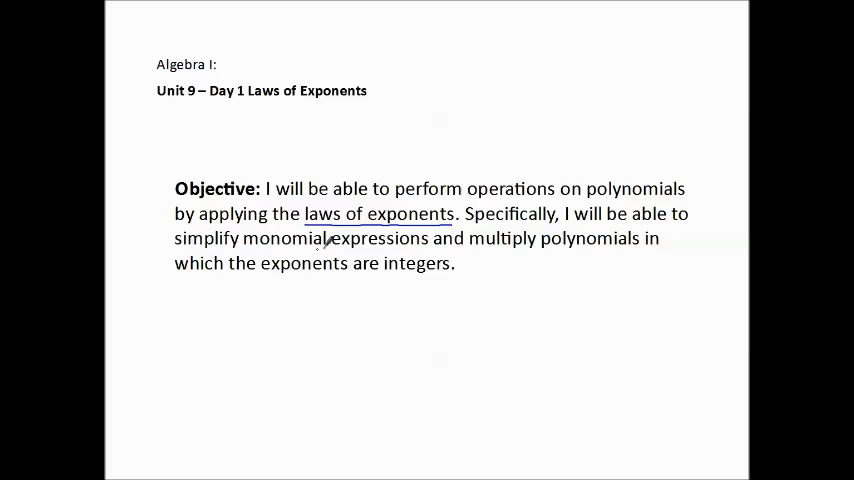 Algebra I:
Unit 9 – Day 1 Laws of Exponents
Objective: I will be able to perform operations on polynomials
by applying the laws of exponents. Specifically, I will be able to
simplify monomial expressions and multiply polynomials in
which the exponents are integers.